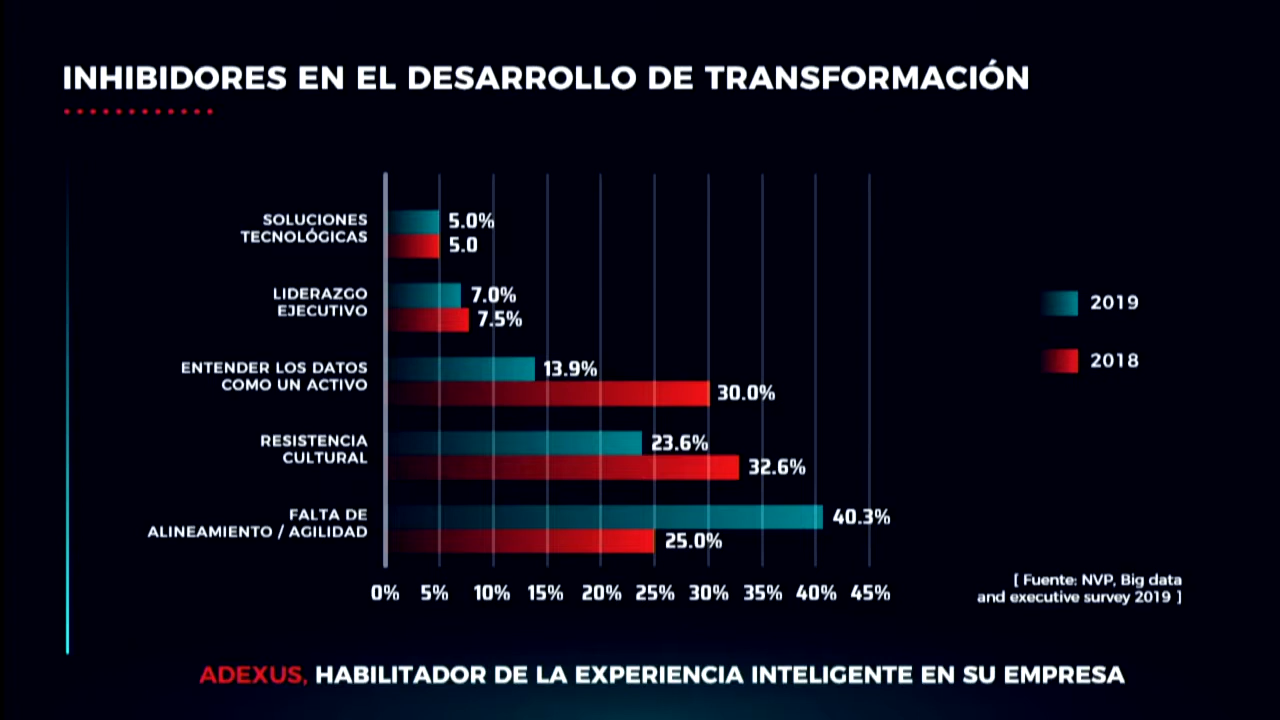 INHIBIDORES EN EL DESARROLLO DE TRANSFORMACIÓN
SOLUCIONES
TECNOLÓGICAS
5.0%
5.0
LIDERAZGO
EJECUTIVO
7.0%
7.5%
ENTENDER LOS DATOS
COMO UN ACTIVO
13.9%
30.0%
RESISTENCIA
CULTURAL
23.6%
32.6%
FALTA DE
ALINEAMIENTO / AGILIDAD
40.3%
25.0%
0% 5% 10% 15% 20% 25% 30% 35% 40% 45%
2019
2018
[ Fuente: NVP, Big data
and executive survey 2019 ]
ADEXUS, HABILITADOR DE LA EXPERIENCIA INTELIGENTE EN SU EMPRESA